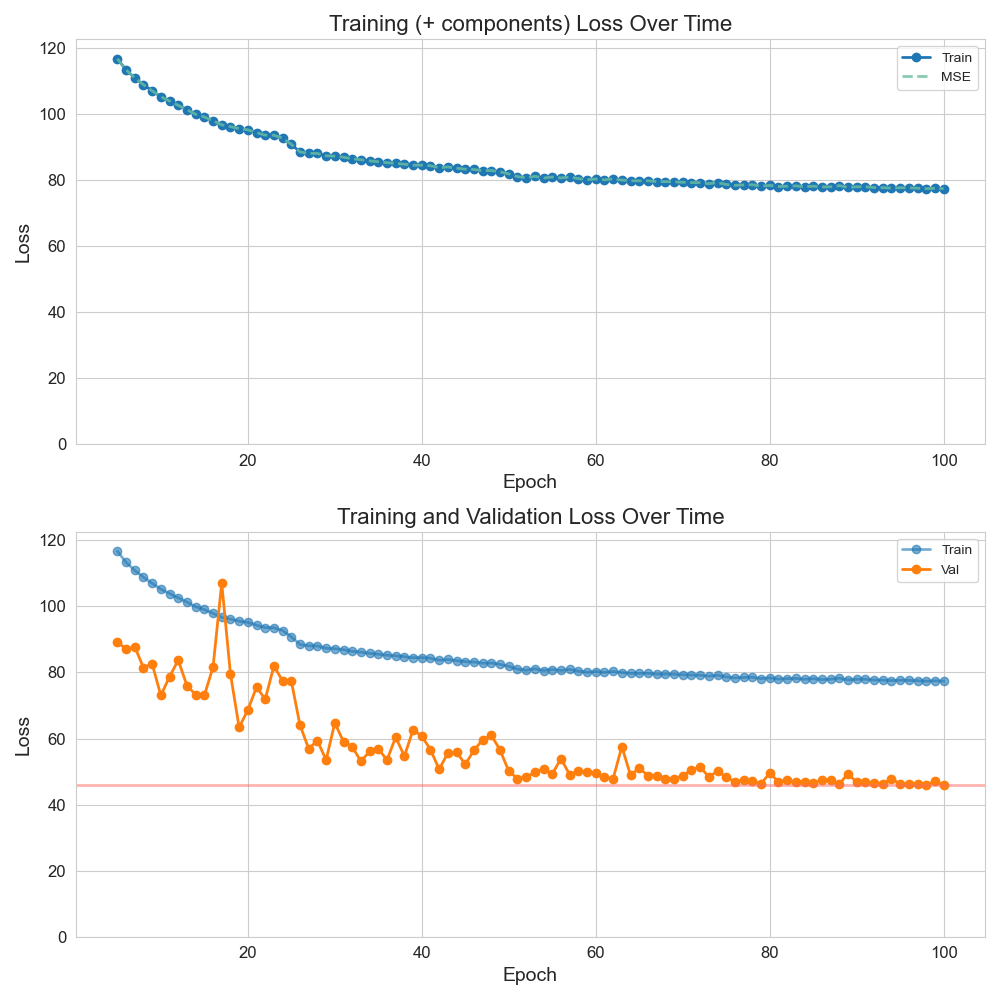 Training (+ components) Loss Over Time
Train
MSE
120
100
80
60
40
20
0
Loss
20 40 60 80 100
Epoch
Training and Validation Loss Over Time
Train
Val
120
100
80
60
40
20
0
Loss
20 40 60 80 100
Epoch